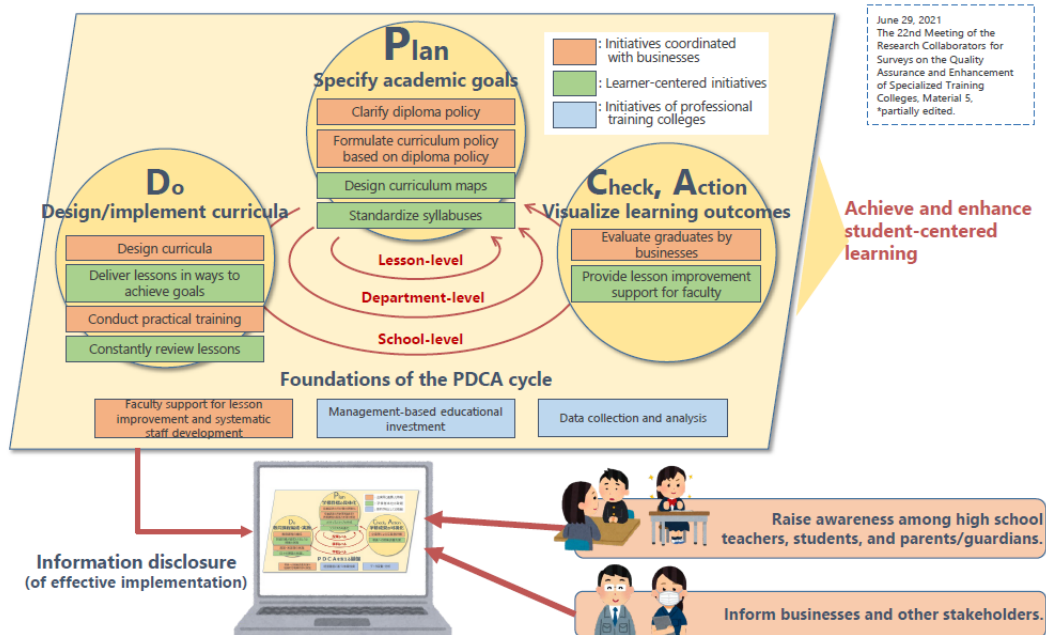 Plan
Specify academic goals
Clarify diploma policy
Formulate curriculum policy
based on diploma policy
Design curriculum maps
Standardize syllabuses
: Initiatives coordinated
with businesses
: Learner-centered initiatives
: Initiatives of professional
training colleges
June 29, 2021
The 22nd Meeting of the
Research Collaborators for
Surveys on the Quality
Assurance and Enhancement
of Specialized Training
Colleges, Material 5,
*partially edited.
Do
Design/implement curricula
Design curricula
Deliver lessons in ways to
achieve goals
Conduct practical training
Constantly review lessons
Check, Action
Visualize learning outcomes
Evaluate graduates by
businesses
Provide lesson improvement
support for faculty
Lesson-level
Department-level
School-level
Achieve and enhance
student-centered
learning
Foundations of the PDCA cycle
Faculty support for lesson
improvement and systematic
staff development
Management-based educational
investment
Data collection and analysis
Information disclosure
(of effective implementation)
Plan
Do
Check, Action
Raise awareness among high school
teachers, students, and parents/guardians.
Inform businesses and other stakeholders.